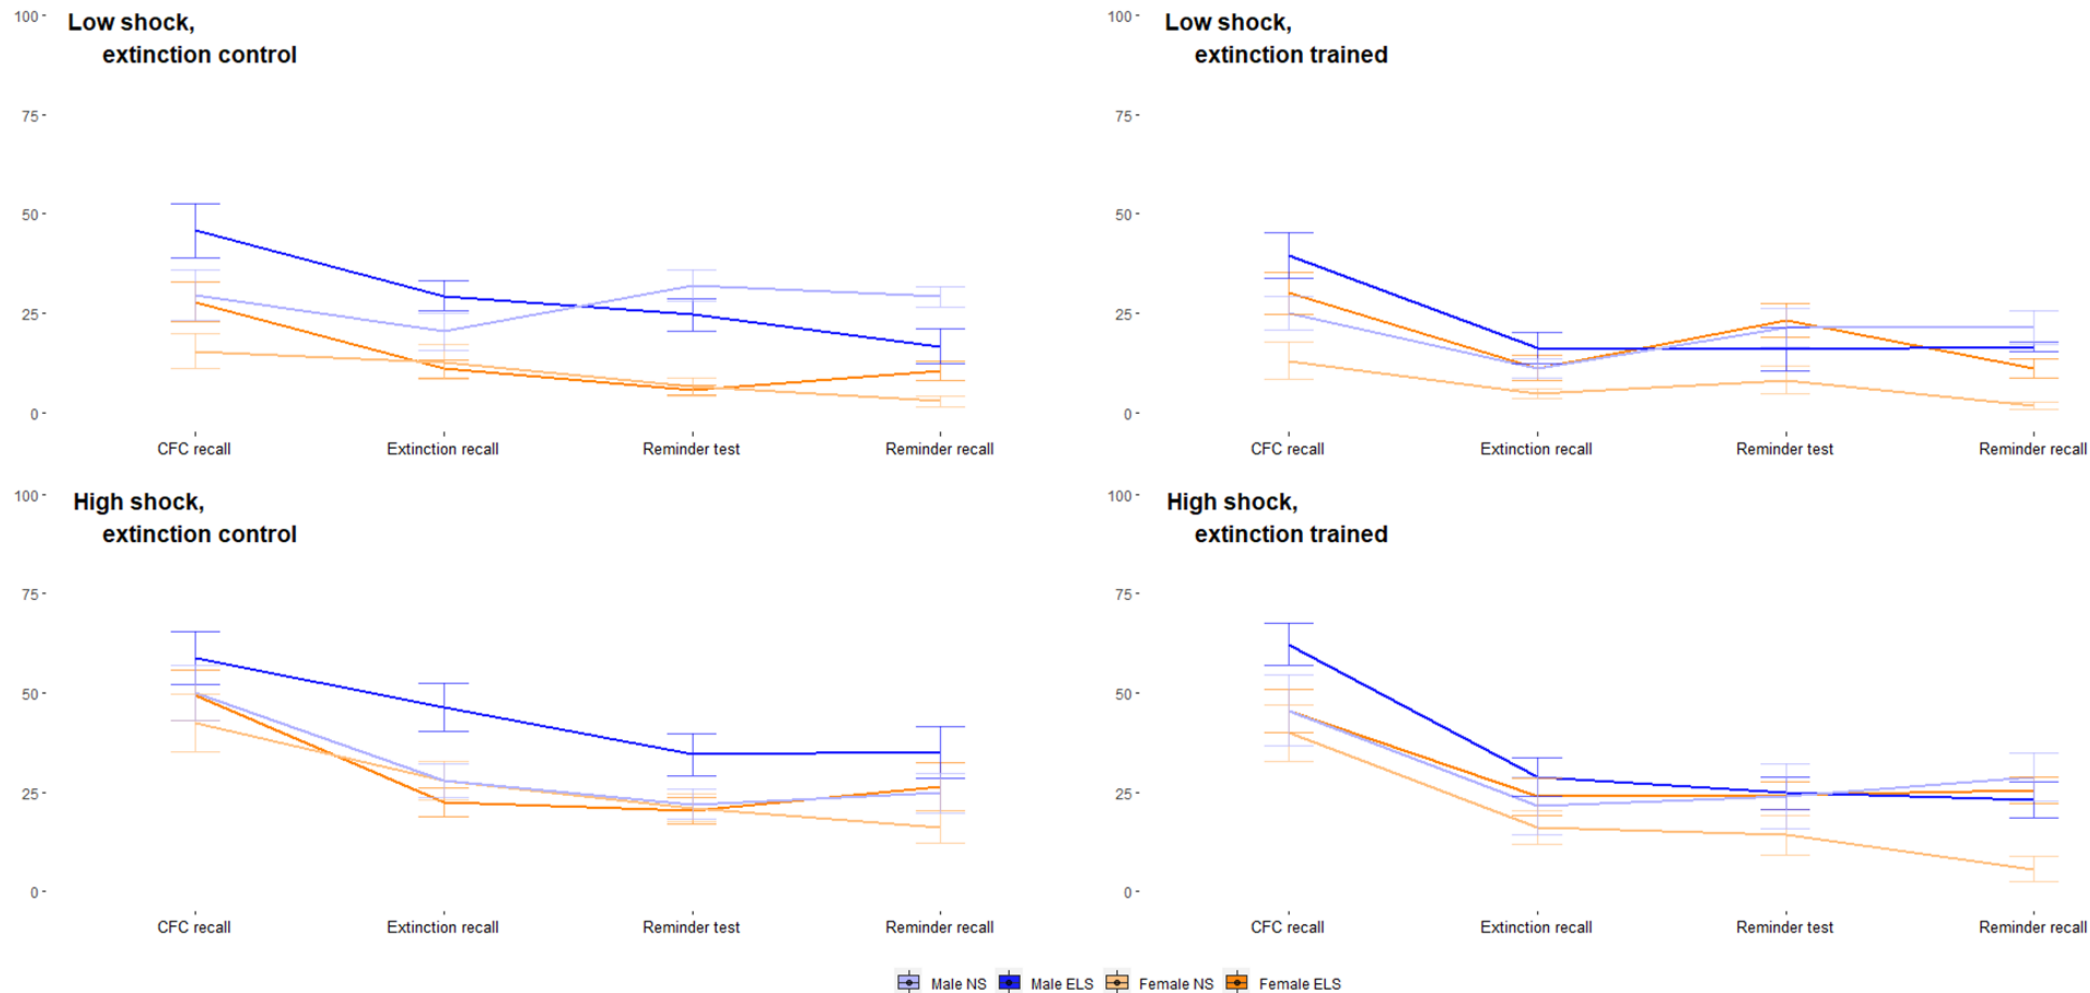 Low shock,
extinction control
100
75
50
25
0
CFC recall Extinction recall Reminder test Reminder recall
Low shock,
extinction trained
100
75
50
25
0
CFC recall Extinction recall Reminder test Reminder recall
High shock,
extinction control
100
75
50
25
0
CFC recall Extinction recall Reminder test Reminder recall
High shock,
extinction trained
100
75
50
25
0
CFC recall Extinction recall Reminder test Reminder recall
Male NS Male ELS Female NS Female ELS